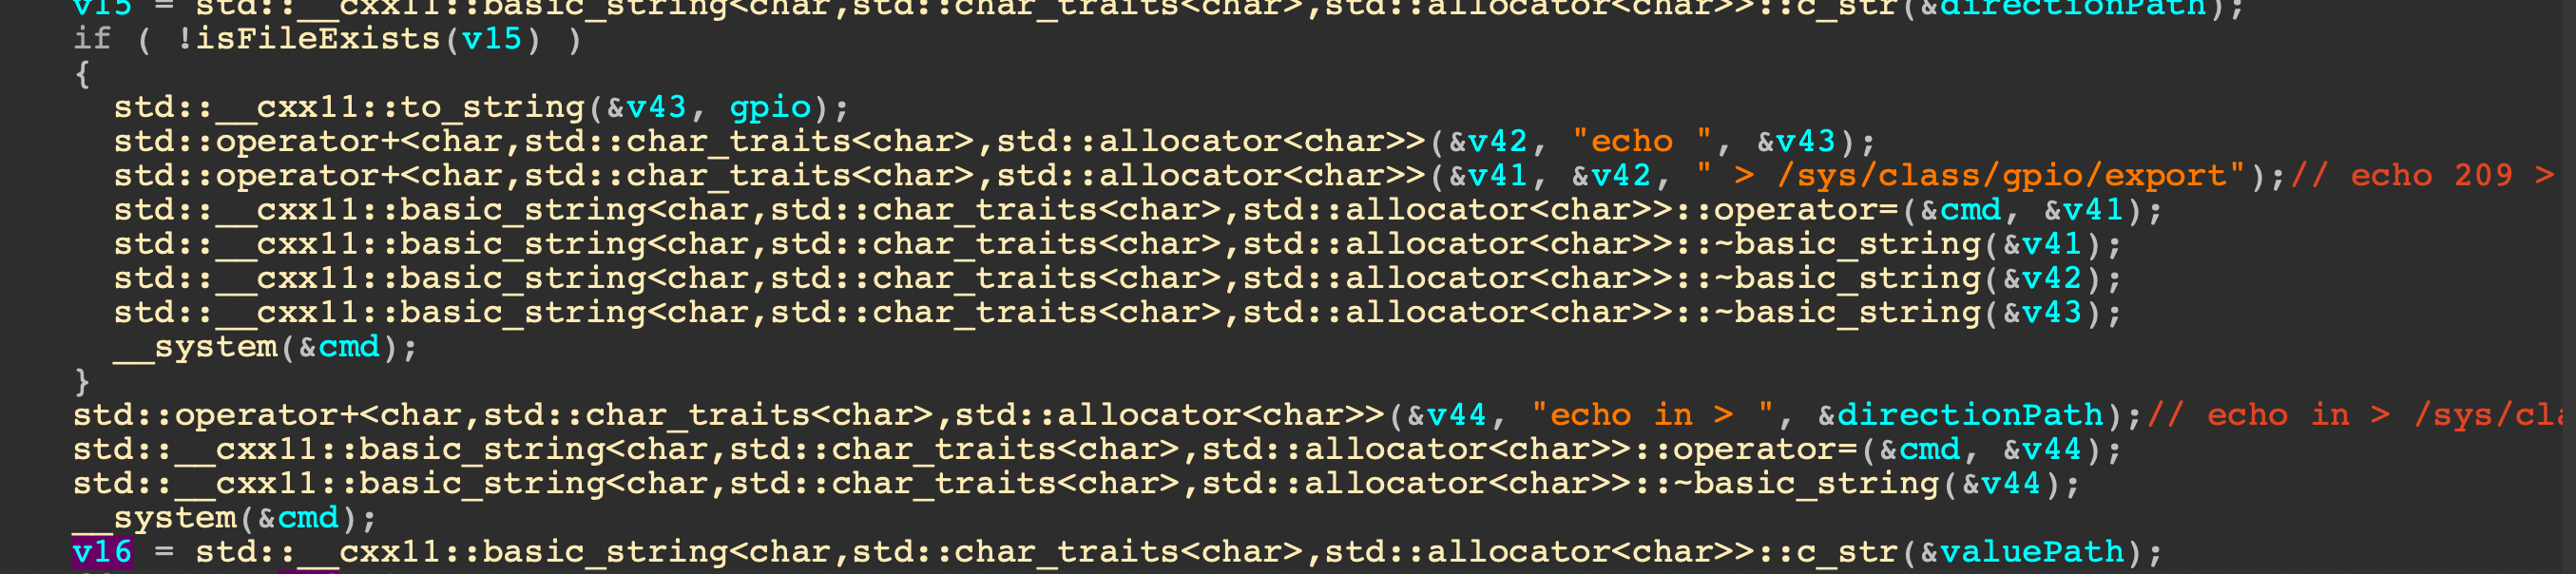 v15 = std::__cxx11::basic_string<char,std::char_traits<char>,std::allocator<char>>::c_str(&directionPath);
if ( !isFileExists(v15) )
{
std::__cxx11::to_string(&v43, gpio);
std::operator+<char,std::char_traits<char>,std::allocator<char>>(&v42, "echo ", &v43);
std::operator+<char,std::char_traits<char>,std::allocator<char>>(&v41, &v42, " > /sys/class/gpio/export");// echo 209 >
std::__cxx11::basic_string<char,std::char_traits<char>,std::allocator<char>>::operator=(&cmd, &v41);
std::__cxx11::basic_string<char,std::char_traits<char>,std::allocator<char>>::~basic_string(&v41);
std::__cxx11::basic_string<char,std::char_traits<char>,std::allocator<char>>::~basic_string(&v42);
std::__cxx11::basic_string<char,std::char_traits<char>,std::allocator<char>>::~basic_string(&v43);
__system(&cmd);
}
std::operator+<char,std::char_traits<char>,std::allocator<char>>(&v44, "echo in > ", &directionPath);// echo in > /sys/cla
std::__cxx11::basic_string<char,std::char_traits<char>,std::allocator<char>>::operator=(&cmd, &v44);
std::__cxx11::basic_string<char,std::char_traits<char>,std::allocator<char>>::~basic_string(&v44);
__system(&cmd);
v16 = std::__cxx11::basic_string<char,std::char_traits<char>,std::allocator<char>>::c_str(&valuePath);